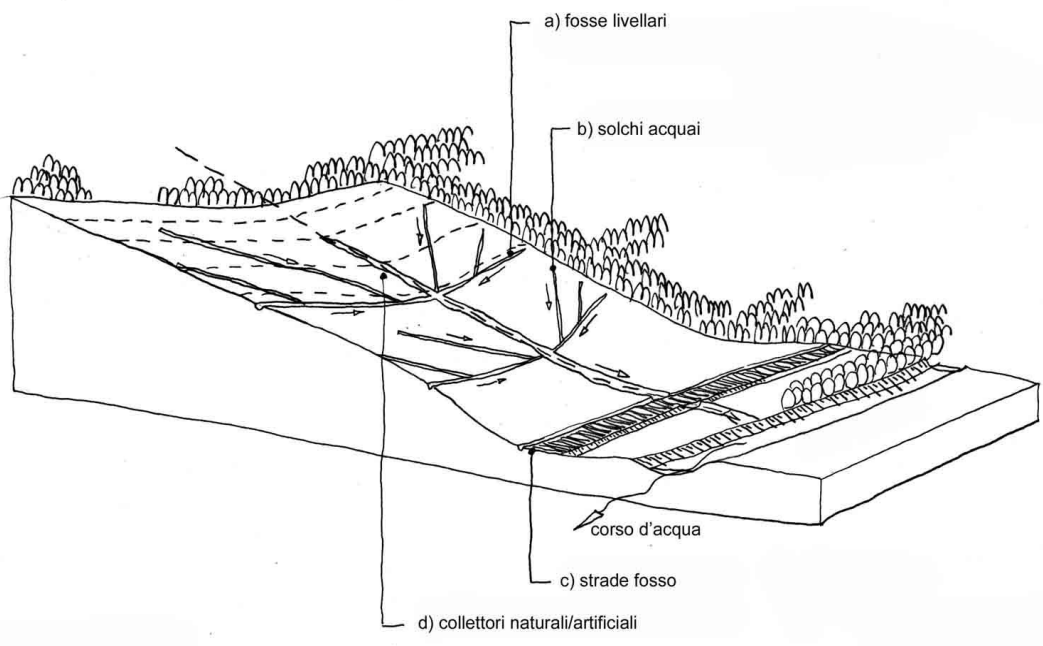 a) fosse livellari
b) solchi acquai
corso d'acqua
c) strade fosso
d) collettori naturali/artificiali